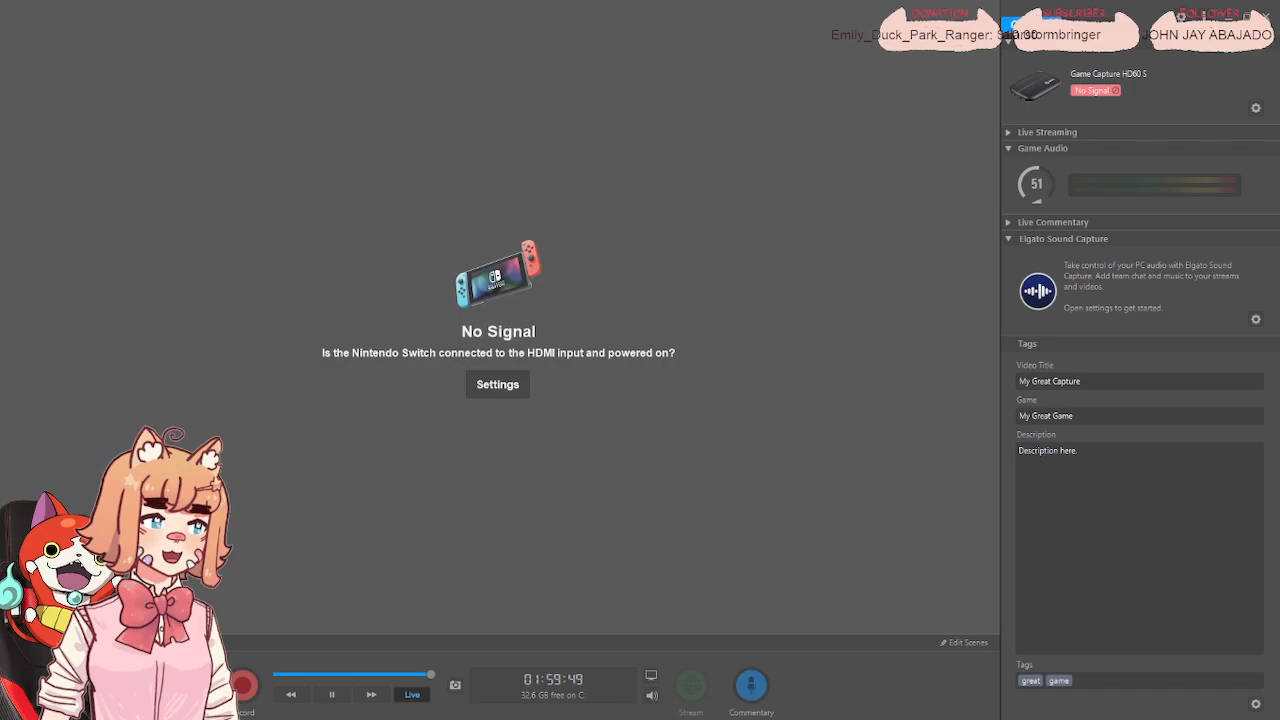 DONATION
SUBSCRIBER
FOLLOWER
Emily_Duck_Park_Ranger: $10.00
Starstormbringer
JOHN JAY ABAJADO
Game Capture HD60 S
No Signal
Live Streaming
Game Audio
51
Live Commentary
Elgato Sound Capture
Take control of your PC audio with Elgato Sound
Capture. Add team chat and music to your streams
and videos.
Open settings to get started.
SWITCH
No Signal
Is the Nintendo Switch connected to the HDMI input and powered on?
Settings
Tags
Video Title
My Great Capture
Game
My Great Game
Description
Description here.
Edit Scenes
Tags
great game
01:59:49
32.6 GB free on C:
Live
Stream
Commentary